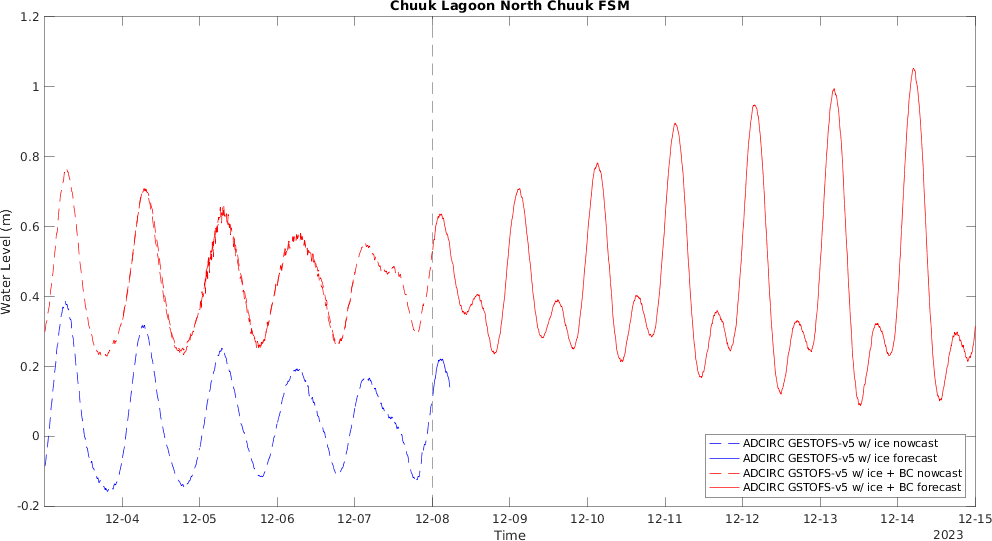 Chuuk Lagoon North Chuuk FSM
1.2
1
0.8
0.6
0.4
0.2
0
-0.2
Water Level (m)
12-04 12-05 12-06 12-07 12-08 12-09 12-10 12-11 12-12 12-13 12-14 12-15
Time
2023
ADCIRC GESTOFS-v5 w/ ice nowcast
ADCIRC GESTOFS-v5 w/ ice forecast
ADCIRC GSTOFS-v5 w/ ice + BC nowcast
ADCIRC GSTOFS-v5 w/ ice + BC forecast